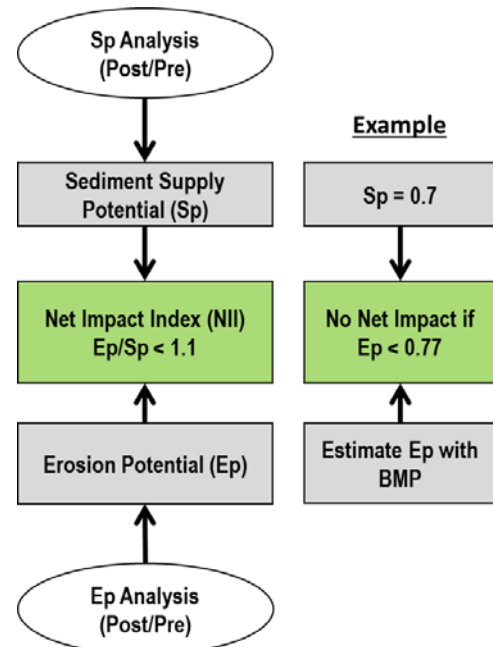 Sp Analysis
(Post/Pre)
Example
Sediment Supply
Potential (Sp)
Sp = 0.7
Net Impact Index (NII)
Ep/Sp < 1.1
No Net Impact if
Ep < 0.77
Erosion Potential (Ep)
Estimate Ep with
BMP
Ep Analysis
(Post/Pre)